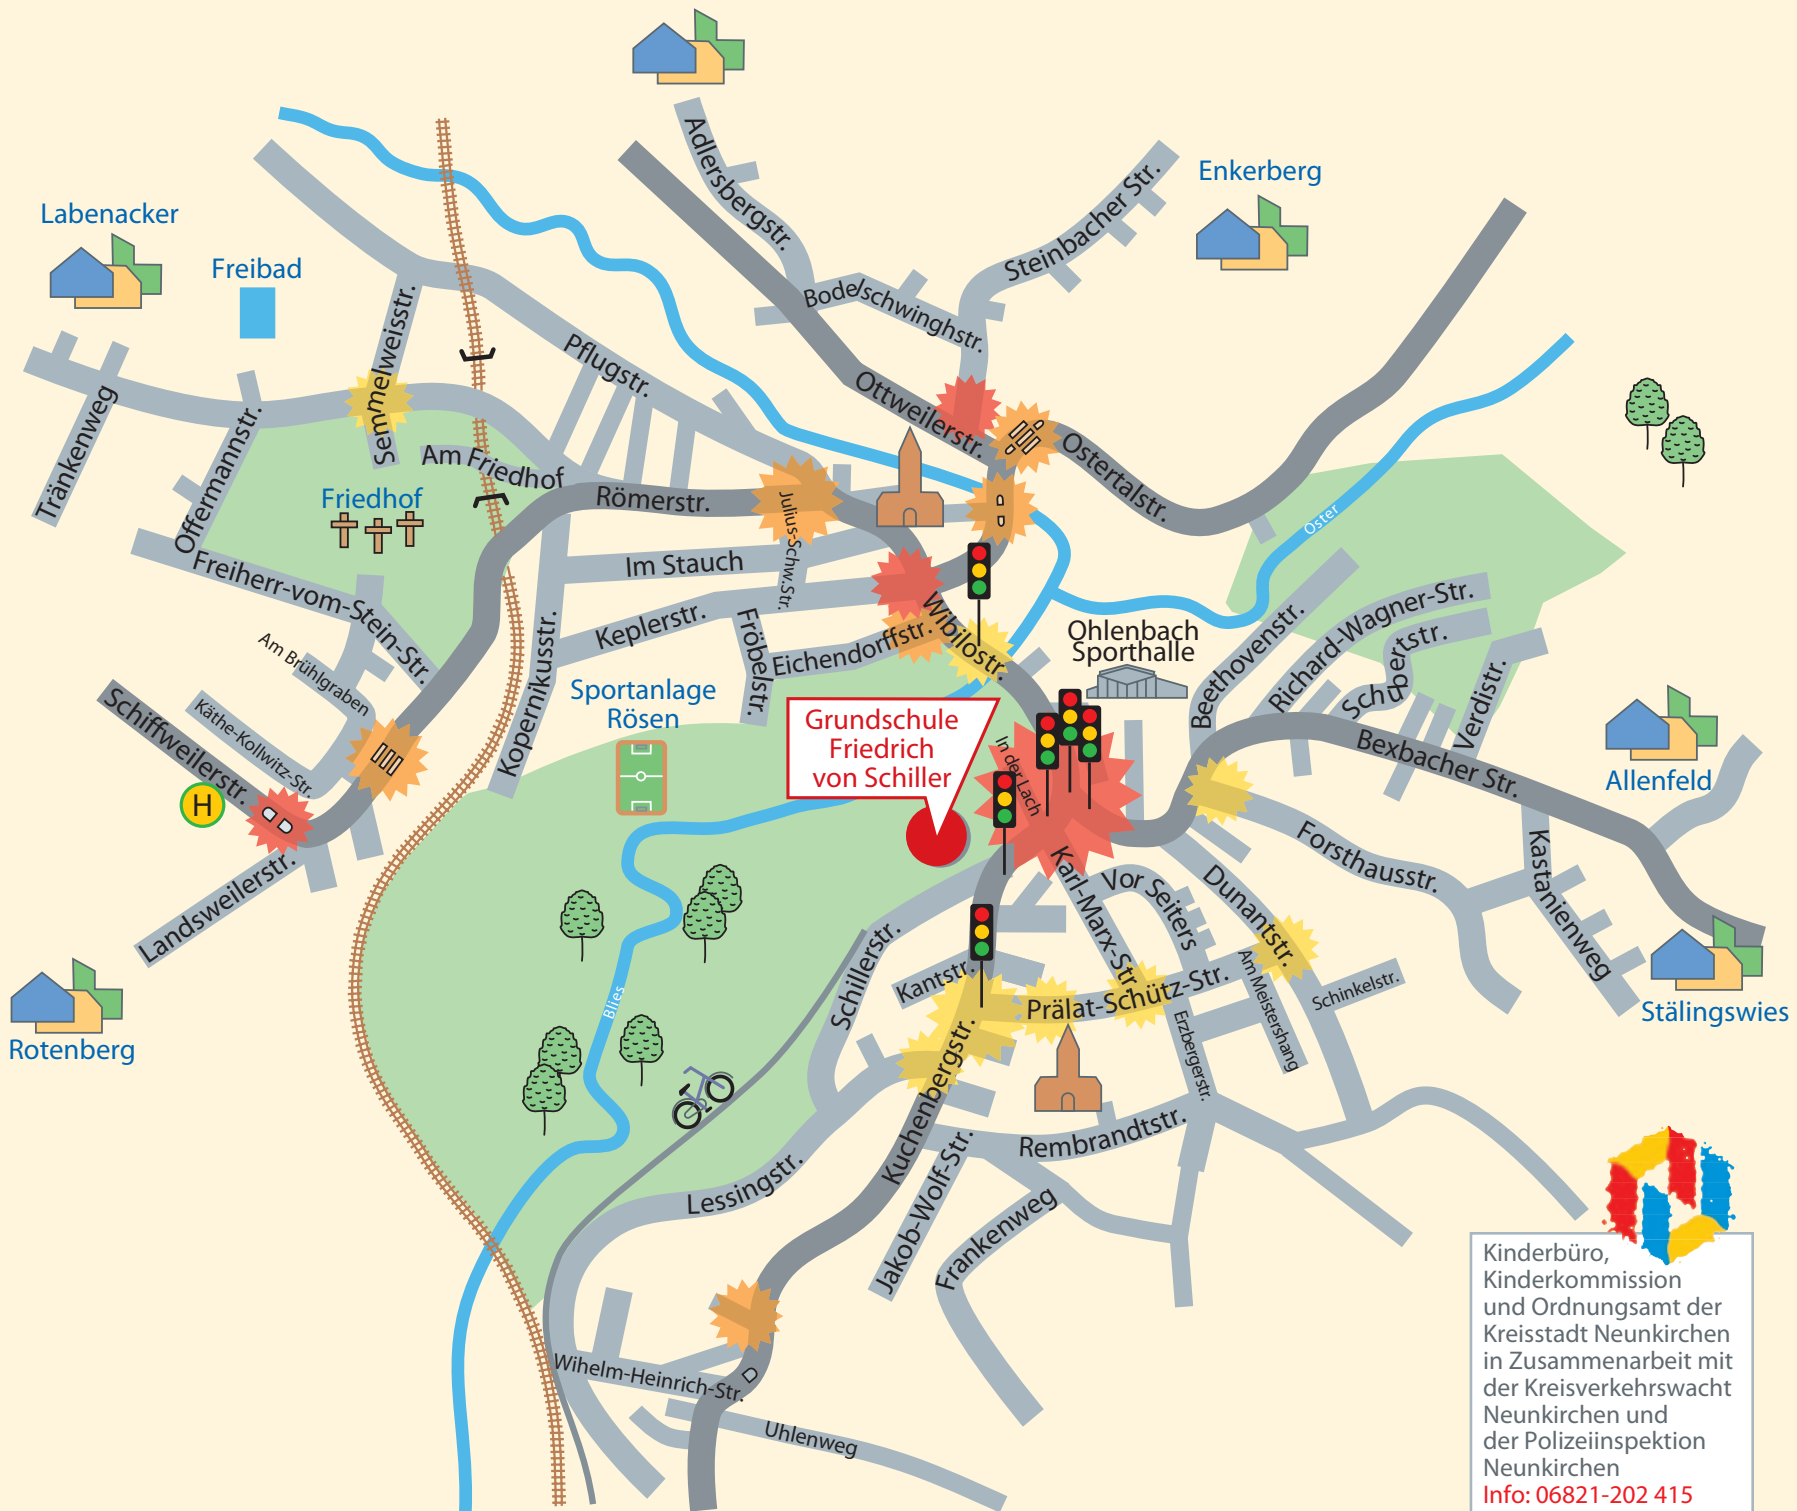 Adlersbergstr.
Enkerberg
Steinbacher Str.
Labenacker
Freibad
Bodelschwinghstr.
Semmelweisstr.
Pflugstr.
Ottweilerstr.
Ostertalstr.
Tränkenweg
Offermannstr.
Am Friedhof
Friedhof
Römerstr.
Julius-Schw.-Str.
Oster
Freiherr-vom-Stein-Str.
Im Stauch
Keplerstr.
Fröbelstr.
Eichendorffstr.
Wibilostr.
Ohlenbach
Sporthalle
Beethovenstr.
Richard-Wagner-Str.
Schubertstr.
Verdistr.
Am Brühlgraben
Käthe-Kollwitz-Str.
Schiffweilerstr.
H
Kopernikusstr.
Sportanlage
Rösen
Grundschule
Friedrich
von Schiller
In der Lach
Bexbacher Str.
Allenfeld
Landsweilerstr.
Karl-Marx-Str.
Vor Seiters
Dunantstr.
Forsthausstr.
Kastanienweg
Schillerstr.
Kantstr.
Prälat-Schütz-Str.
Am Meistershang
Schinkelstr.
Stälingswies
Rotenberg
Blies
Erzbergerstr.
Kuchenbergstr.
Rembrandtstr.
Lessingstr.
Jakob-Wolf-Str.
Frankenweg
Wihelm-Heinrich-Str.
Uhlenweg
Kinderbüro,
Kinderkommission
und Ordnungsamt der
Kreisstadt Neunkirchen
in Zusammenarbeit mit
der Kreisverkehrswacht
Neunkirchen und
der Polizeiinspektion
Neunkirchen
Info: 06821-202 415